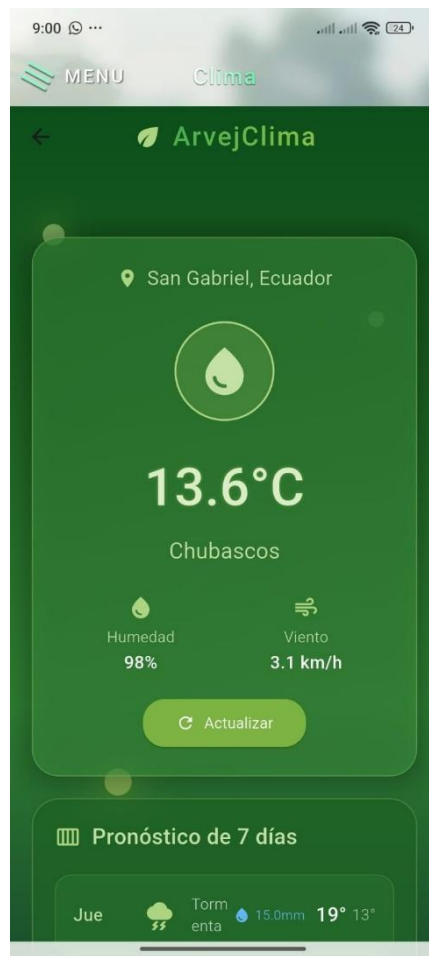 9:00 ... 24
MENU Clima
ArvejClima
San Gabriel, Ecuador
13.6°C
Chubascos
Humedad Viento
98% 3.1 km/h
Actualizar
Pronóstico de 7 días
Jue Torm 15.0mm 19° 13°
enta